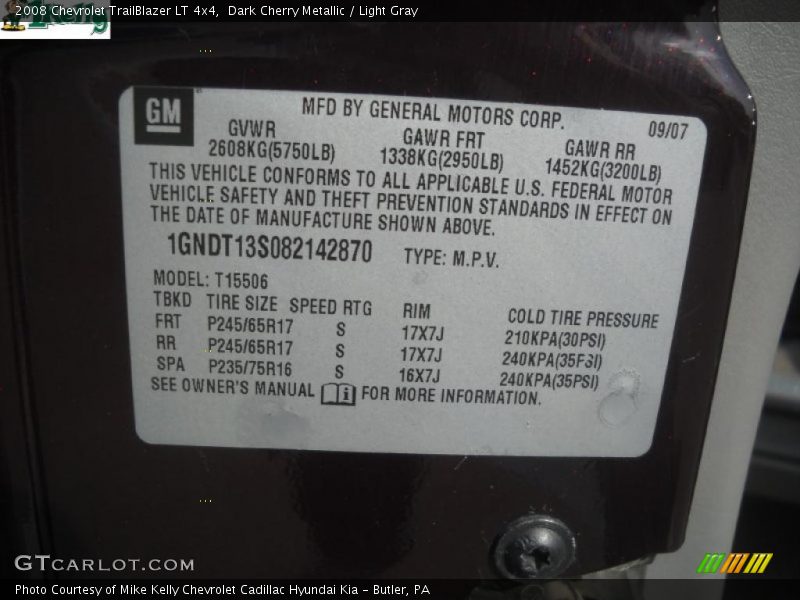 2008 Chevrolet TrailBlazer LT 4x4, Dark Cherry Metallic / Light Gray
GM
MFD BY GENERAL MOTORS CORP. 09/07
GVWR GAWR FRT GAWR RR
2608KG(5750LB) 1338KG(2950LB) 1452KG(3200LB)
THIS VEHICLE CONFORMS TO ALL APPLICABLE U.S. FEDERAL MOTOR
VEHICLE SAFETY AND THEFT PREVENTION STANDARDS IN EFFECT ON
THE DATE OF MANUFACTURE SHOWN ABOVE.
1GNDT13S082142870 TYPE: M.P.V.
MODEL: T15506
TBKD TIRE SIZE SPEED RTG RIM COLD TIRE PRESSURE
FRT P245/65R17 S 17X7J 210KPA(30PSI)
RR P245/65R17 S 17X7J 240KPA(35PSI)
SPA P235/75R16 S 16X7J 240KPA(35PSI)
SEE OWNER'S MANUAL i FOR MORE INFORMATION.
GTCARLOT.COM
Photo Courtesy of Mike Kelly Chevrolet Cadillac Hyundai Kia – Butler, PA